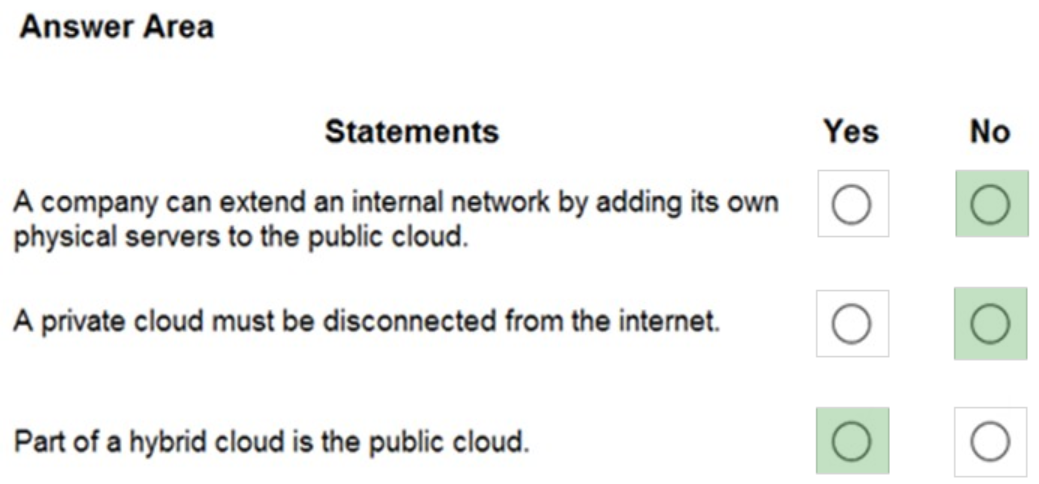 Answer Area
Statements Yes No
A company can extend an internal network by adding its own
physical servers to the public cloud.
A private cloud must be disconnected from the internet.
Part of a hybrid cloud is the public cloud.